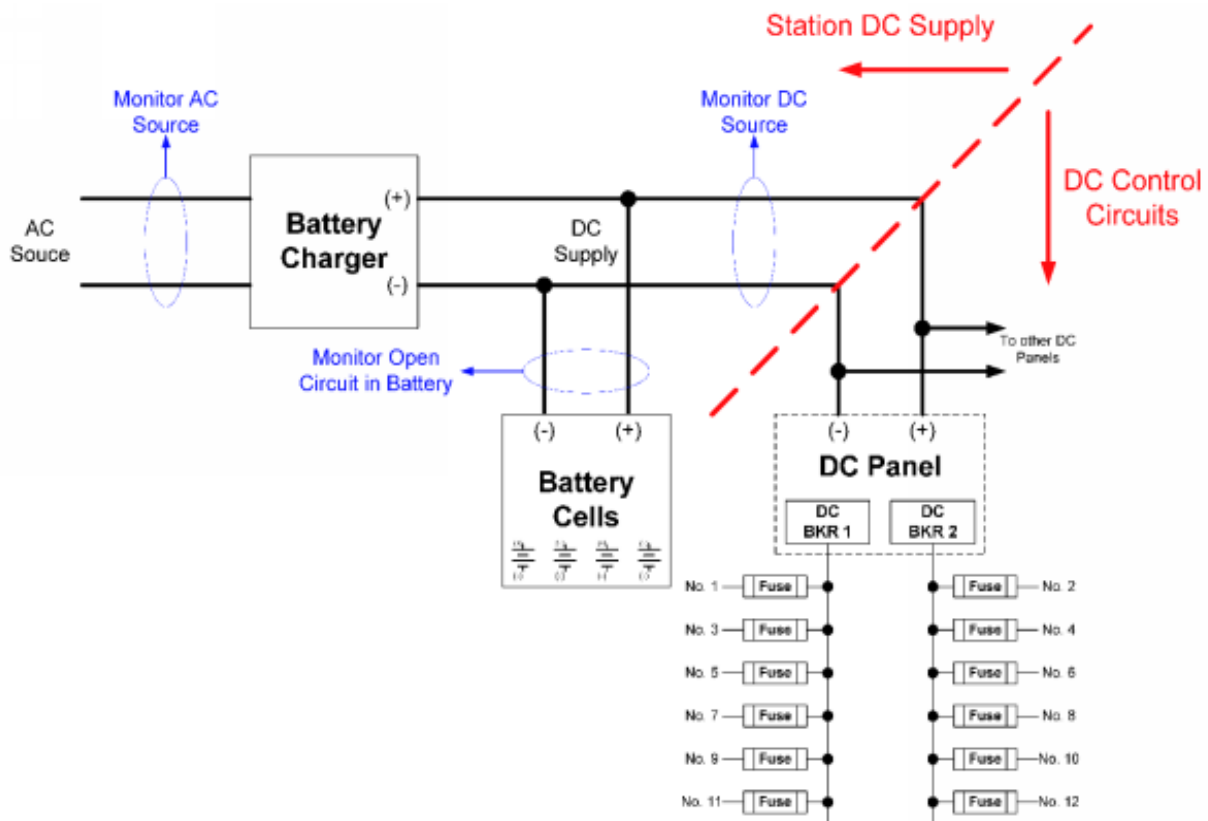 Station DC Supply
Monitor AC
Source
Monitor DC
Source
DC Control
Circuits
AC
Souce
Battery
Charger
(+)
(-)
DC
Supply
To other DC
Panels
Monitor Open
Circuit in Battery
(-) (+)
Battery
Cells
(-) (+)
DC Panel
DC
BKR 1
DC
BKR 2
No. 1 Fuse Fuse No. 2
No. 3 Fuse Fuse No. 4
No. 5 Fuse Fuse No. 6
No. 7 Fuse Fuse No. 8
No. 9 Fuse Fuse No. 10
No. 11 Fuse Fuse No. 12